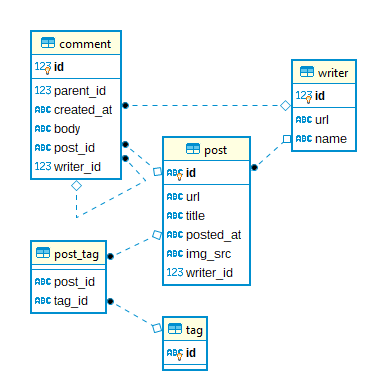 comment
123 id
123 parent_id
ABC created_at
ABC body
ABC post_id
123 writer_id
writer
123 id
ABC url
ABC name
post
ABC id
ABC url
ABC title
ABC posted_at
ABC img_src
123 writer_id
post_tag
ABC post_id
ABC tag_id
tag
ABC id